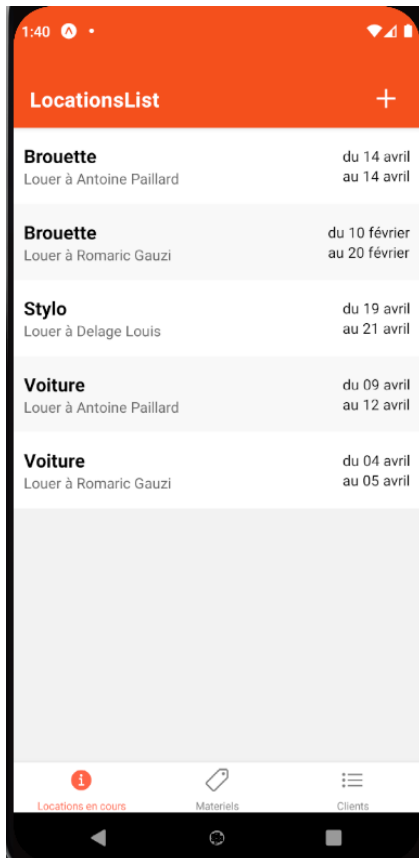 1:40
LocationsList
Brouette
Louer à Antoine Paillard
du 14 avril
au 14 avril
Brouette
Louer à Romaric Gauzi
du 10 février
au 20 février
Stylo
Louer à Delage Louis
du 19 avril
au 21 avril
Voiture
Louer à Antoine Paillard
du 09 avril
au 12 avril
Voiture
Louer à Romaric Gauzi
du 04 avril
au 05 avril
Locations en cours
Materiels
Clients